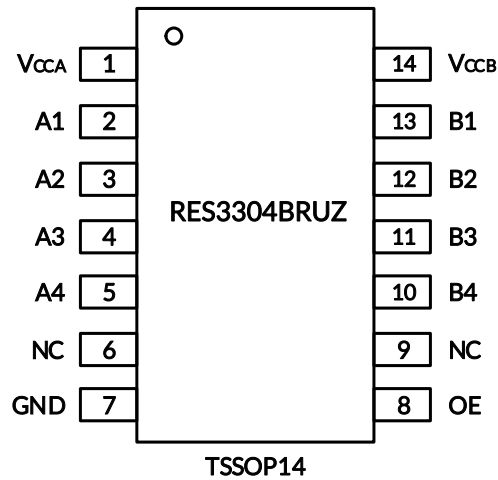 VCCA 1 14 VCCB
A1 2 13 B1
A2 3 12 B2
A3 4 11 B3
RES3304BRUZ
A4 5 10 B4
NC 6 9 NC
GND 7 8 OE
TSSOP14